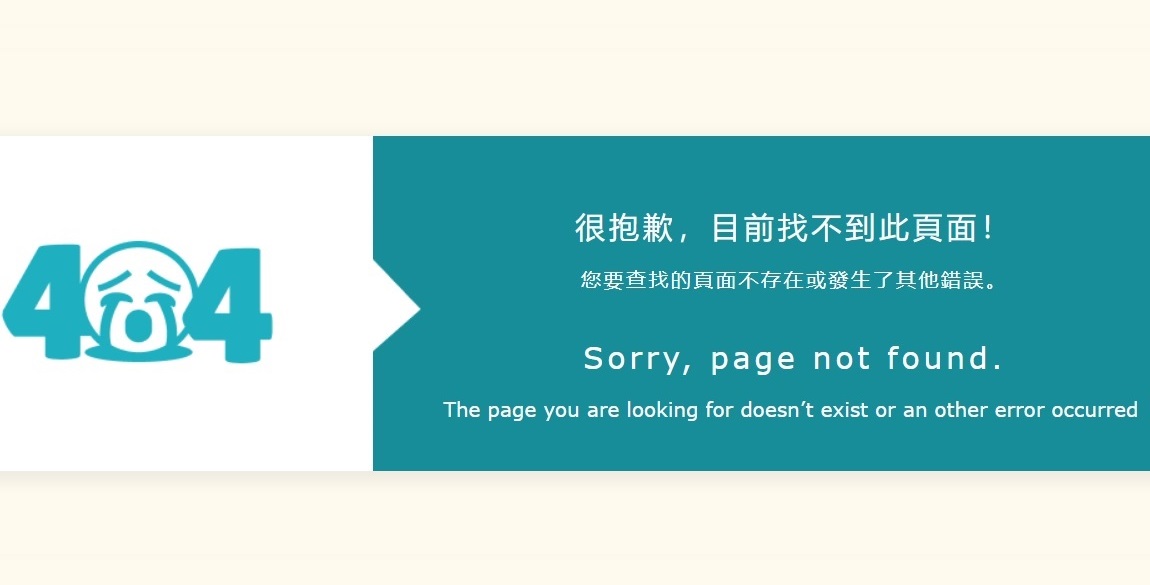 404
很抱歉，目前找不到此頁面！
您要查找的頁面不存在或發生了其他錯誤。
Sorry, page not found.
The page you are looking for doesn’t exist or an other error occurred